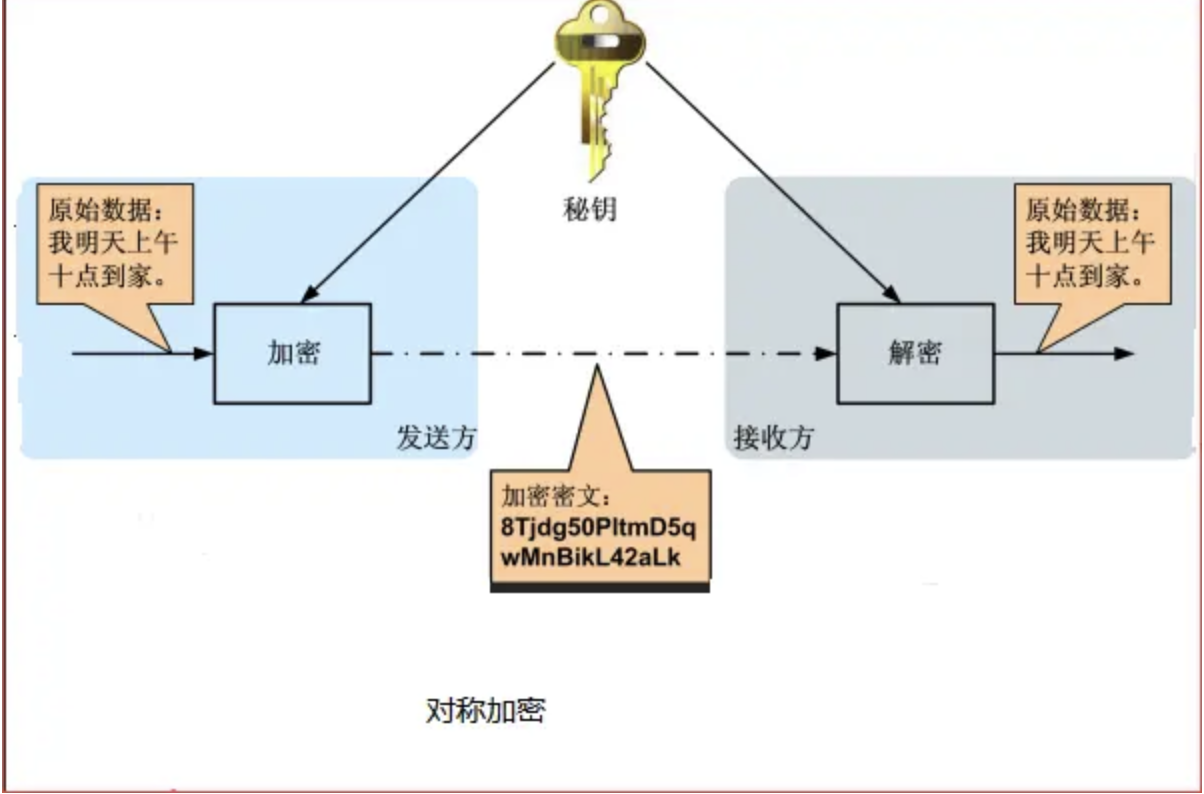 秘钥
原始数据：
我明天上午
十点到家。
加密
发送方
加密密文：
8Tjdg50PltmD5q
wMnBikL42aLk
原始数据：
我明天上午
十点到家。
解密
接收方
对称加密